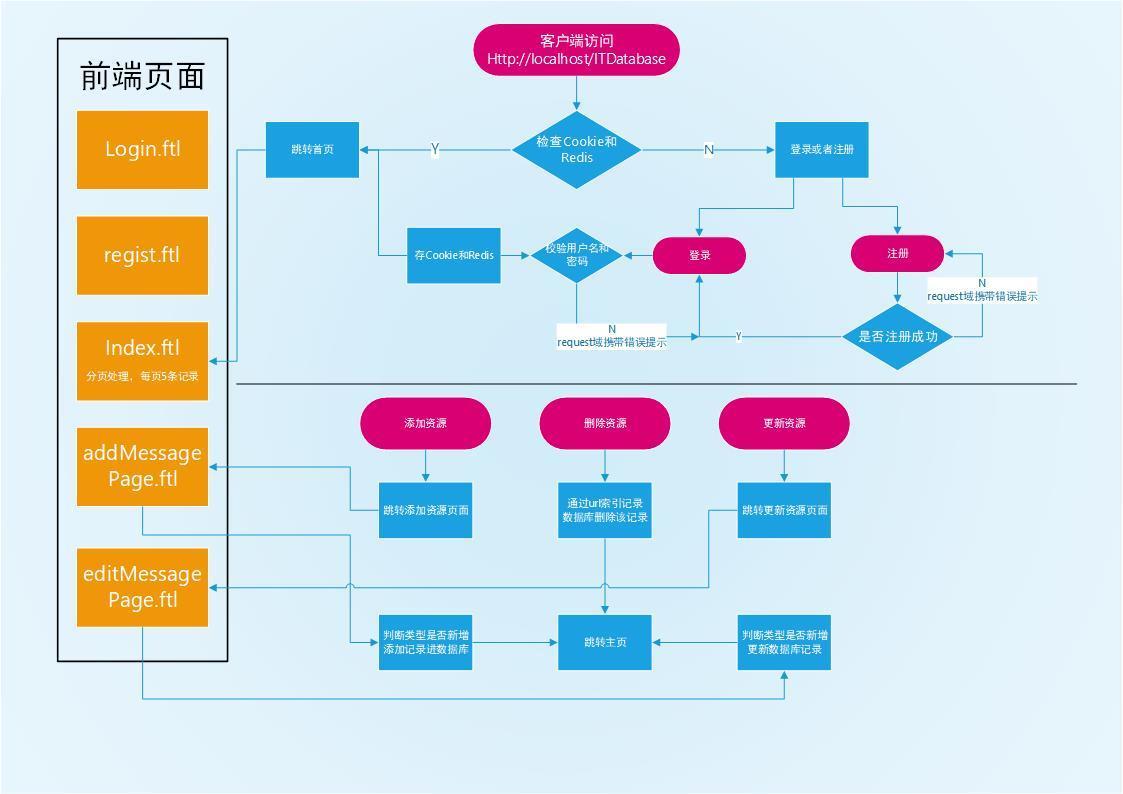 客户端访问
Http://localhost/ITDatabase
前端页面
Login.ftl
regist.ftl
Index.ftl
分页处理，每页5条记录
addMessage
Page.ftl
editMessage
Page.ftl
跳转首页
Y
检查Cookie和
Redis
N
登录或者注册
存Cookie和Redis
校验用户名和
密码
登录
注册
N
request域携带错误提示
N
request域携带错误提示
Y
是否注册成功
添加资源
删除资源
更新资源
跳转添加资源页面
通过url索引记录
数据库删除该记录
跳转更新资源页面
判断类型是否新增
添加记录进数据库
跳转主页
判断类型是否新增
更新数据库记录